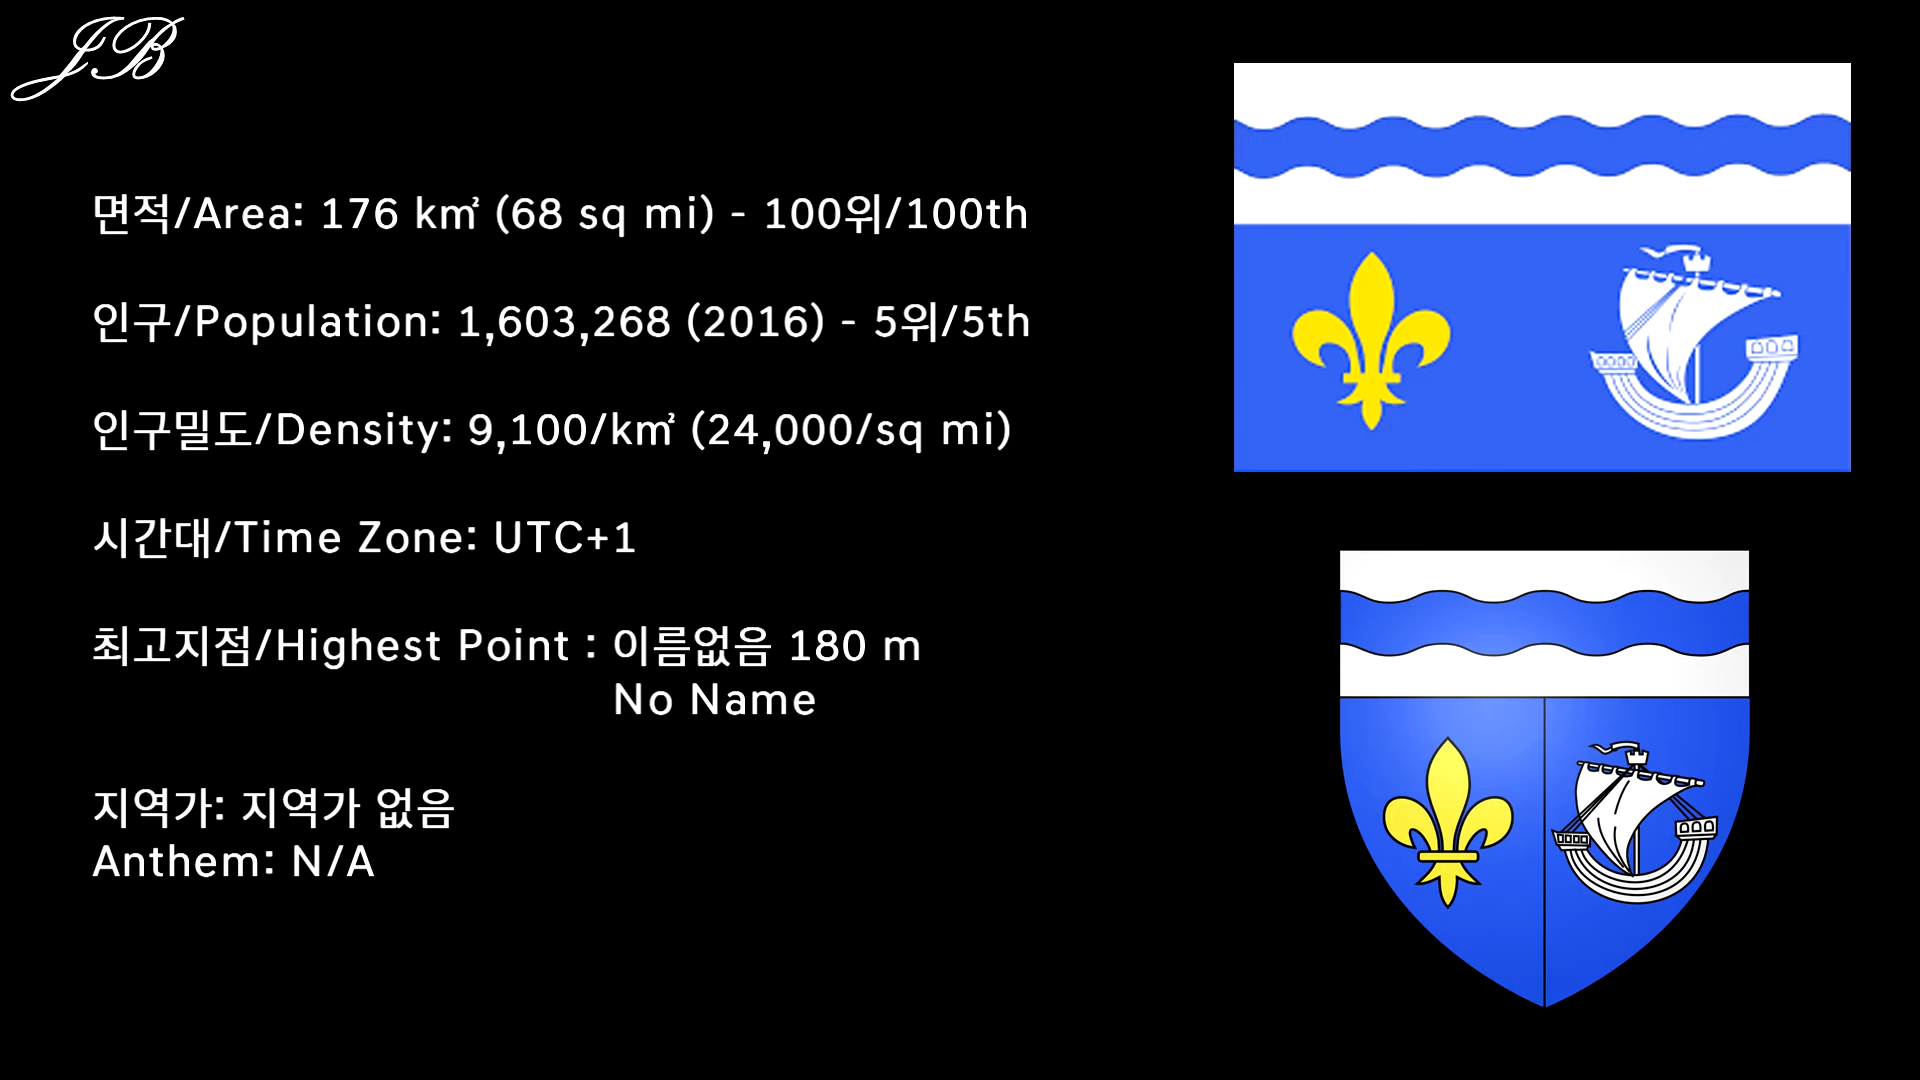 JB
면적/Area: 176 ㎢ (68 sq mi) - 100위/100th
인구/Population: 1,603,268 (2016) - 5위/5th
인구밀도/Density: 9,100/㎢ (24,000/sq mi)
시간대/Time Zone: UTC+1
최고지점/Highest Point : 이름없음 180 m
No Name
지역가: 지역가 없음
Anthem: N/A